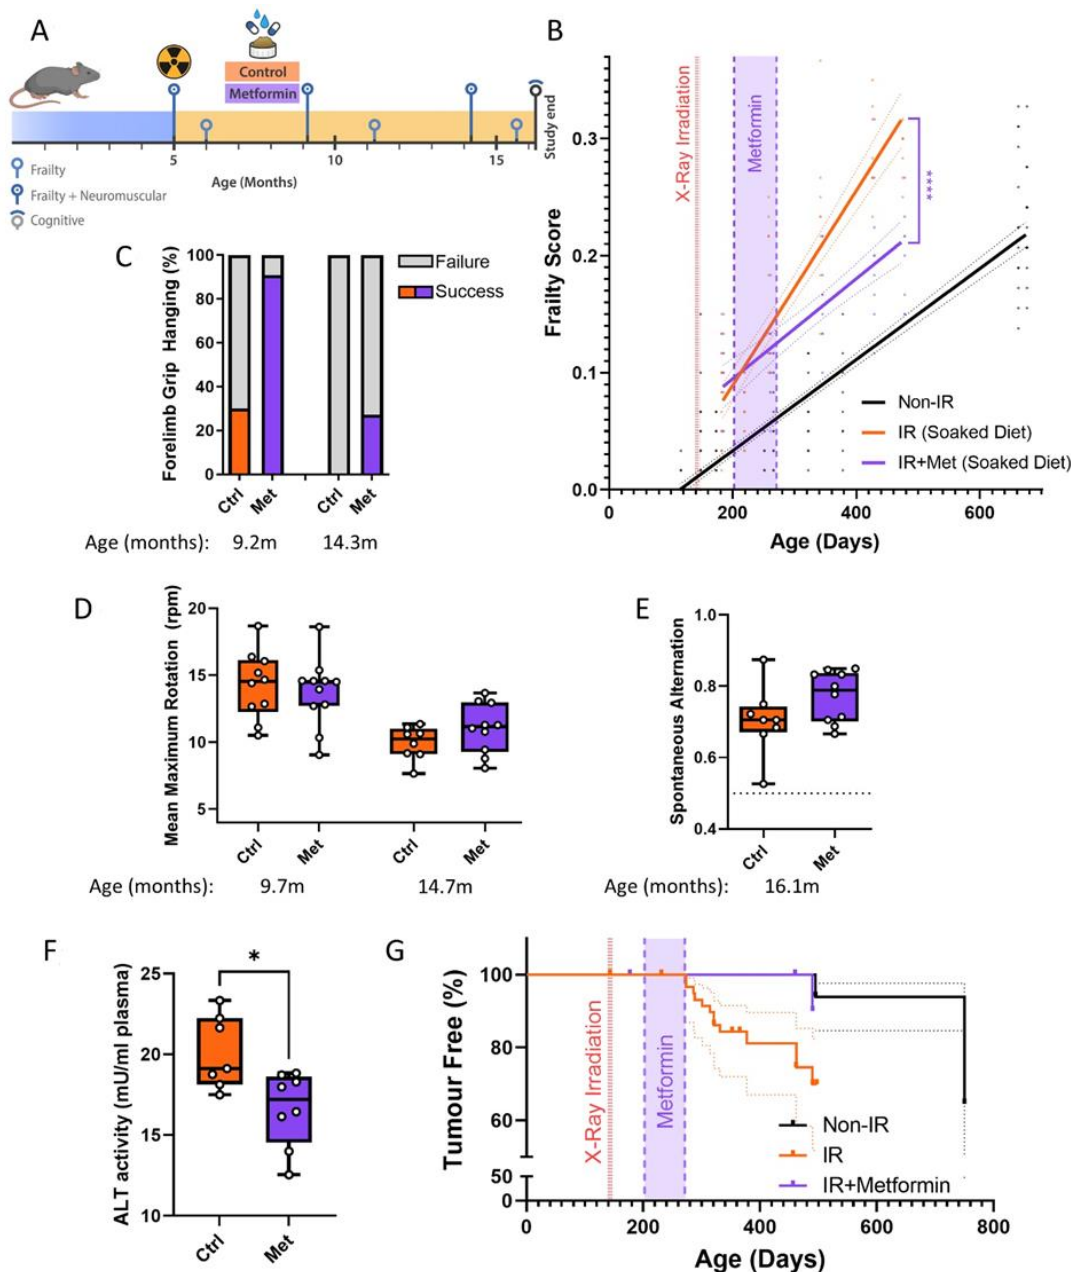 A
Control
Metformin
5
10
15
Study end
Age (Months)
Frailty
Frailty + Neuromuscular
Cognitive
B
Frailty Score
0.3
0.2
0.1
0.0
X-Ray Irradiation
Metformin
****
Non-IR
IR (Soaked Diet)
IR+Met (Soaked Diet)
0
200
400
600
Age (Days)
C
Forelimb Grip Hanging (%)
100
80
60
40
20
0
Failure
Success
Ctrl
Met
Ctrl
Met
Age (months): 9.2m 14.3m
D
Mean Maximum Rotation (rpm)
20
15
10
5
Ctrl
Met
Ctrl
Met
Age (months): 9.7m 14.7m
E
Spontaneous Alternation
1.0
0.8
0.6
0.4
Ctrl
Met
Age (months): 16.1m
F
ALT activity (mU/ml plasma)
25
20
15
10
*
Ctrl
Met
G
Tumour Free (%)
100
80
60
50
0
X-Ray Irradiation
Metformin
Non-IR
IR
IR+Metformin
0
200
400
600
800
Age (Days)